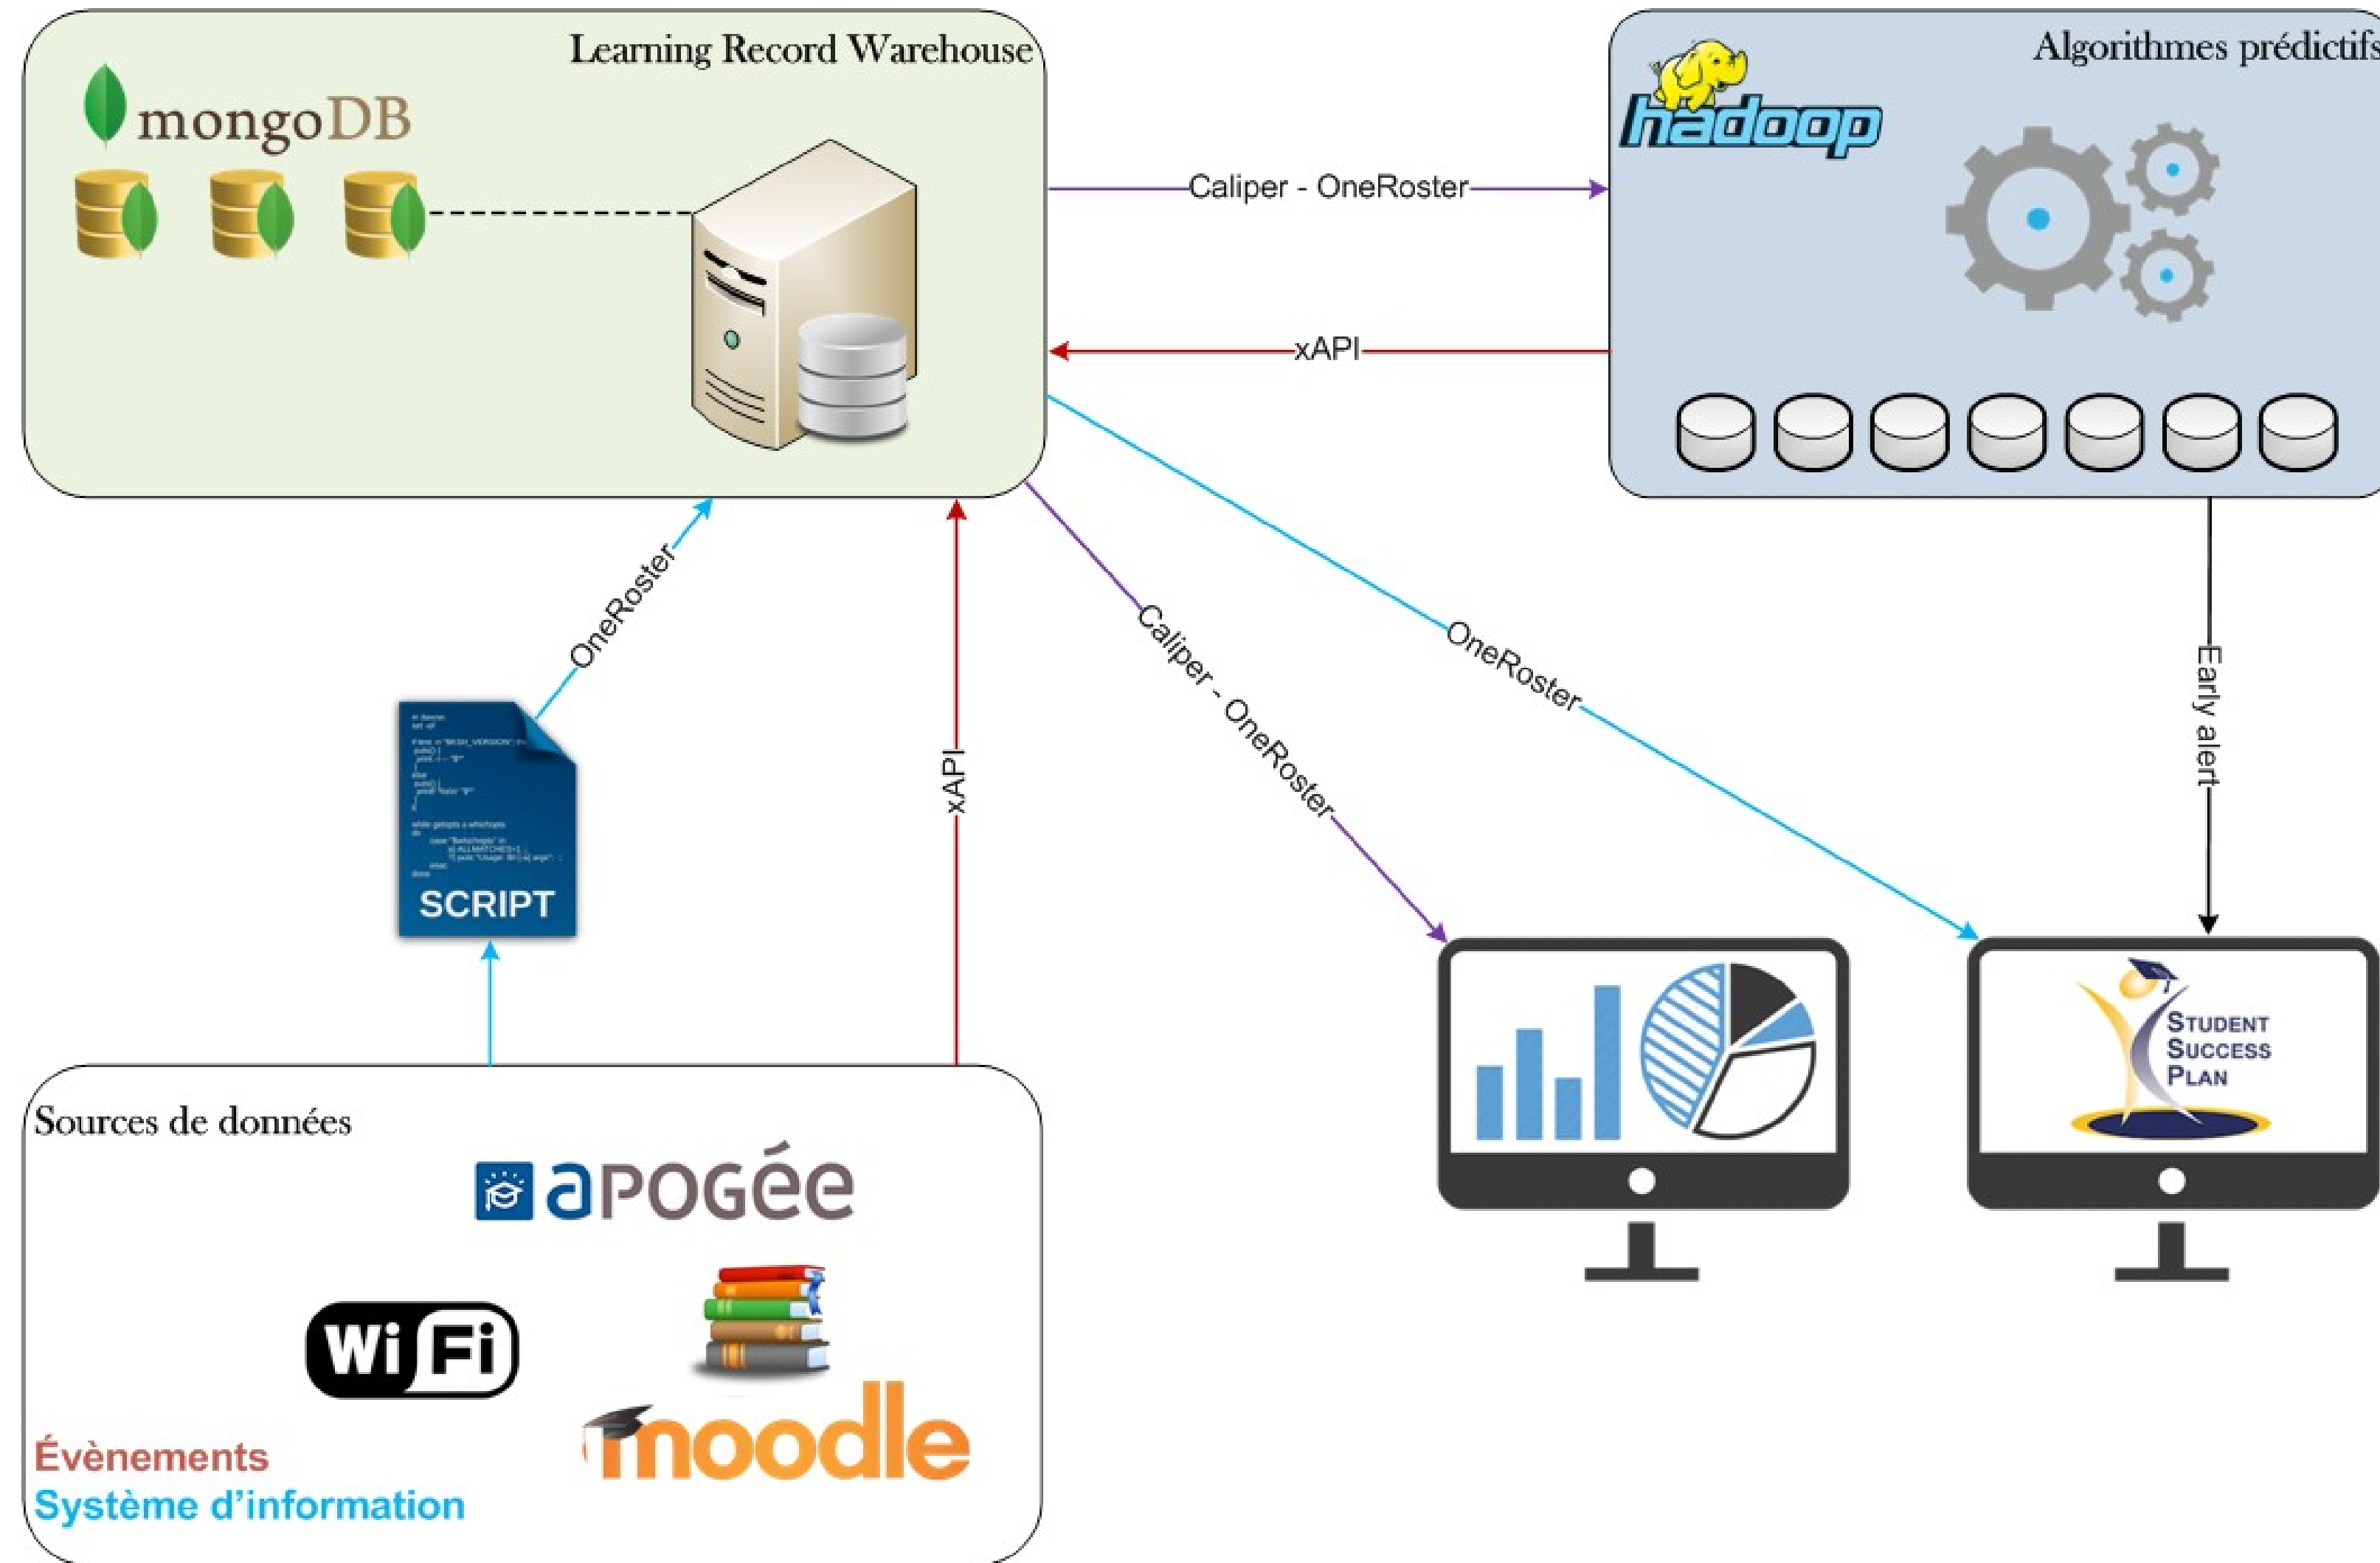 Learning Record Warehouse
mongoDB
Algorithmes prédictifs
hadoop
Caliper - OneRoster
xAPI
OneRoster
xAPI
Caliper - OneRoster
OneRoster
Early alert
SCRIPT
STUDENT
SUCCESS
PLAN
Sources de données
aPOGée
WiFi
moodle
Évènements
Système d'information